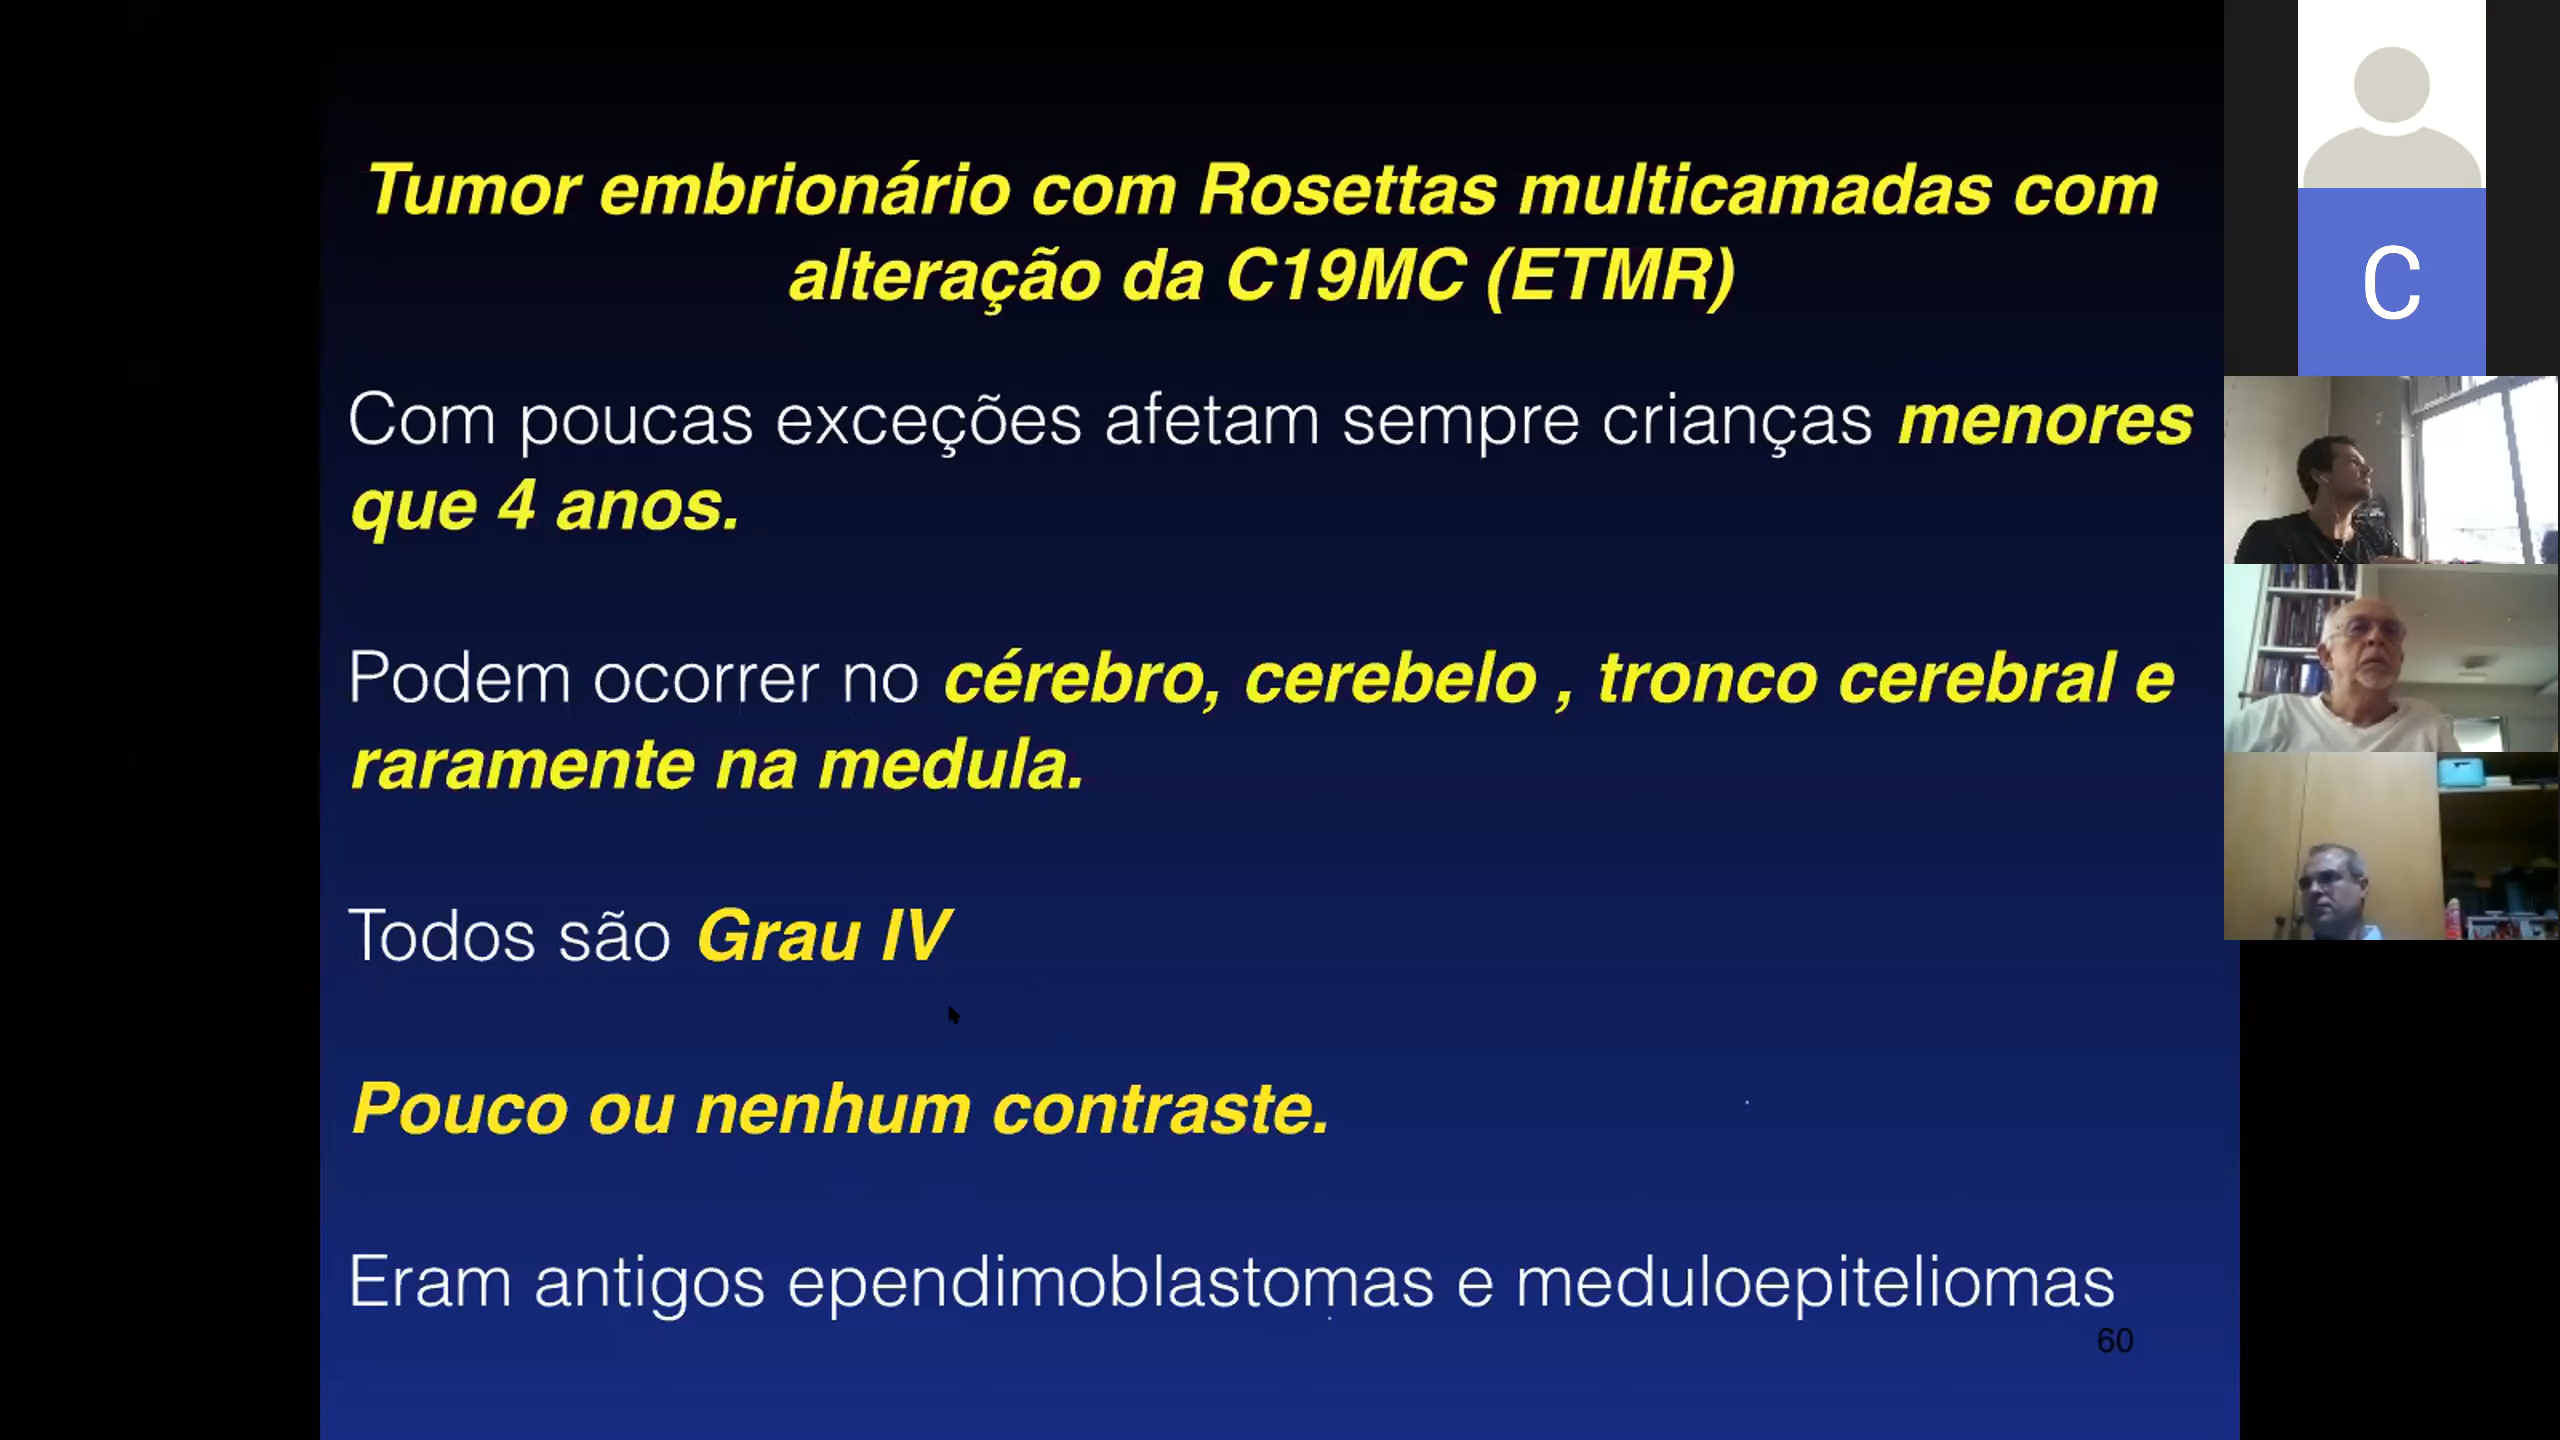 Tumor embrionário com Rosettas multicamadas com
alteração da C19MC (ETMR)
Com poucas exceções afetam sempre crianças menores
que 4 anos.
Podem ocorrer no cérebro, cerebelo , tronco cerebral e
raramente na medula.
Todos são Grau IV
Pouco ou nenhum contraste.
Eram antigos ependimoblastomas e meduloepiteliomas
60
C